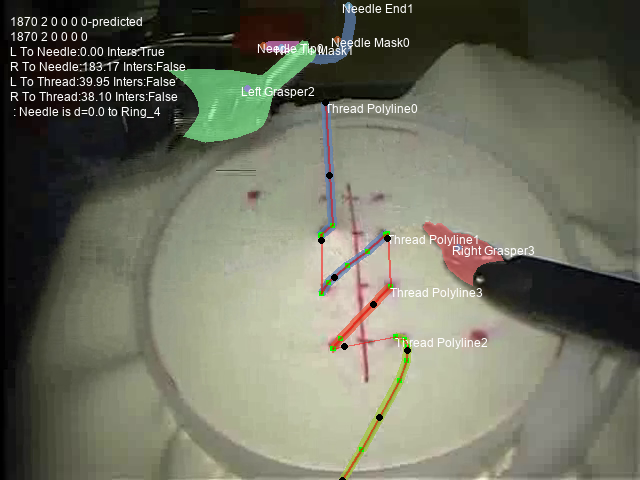 Needle End1
1870 2 0 0 0 0-predicted
1870 2 0 0 0 0
Needle Mask0
L To Needle:0.00 Inters:True
R To Needle:183.17 Inters:False
L To Thread:39.95 Inters:False
R To Thread:38.10 Inters:False
: Needle is d=0.0 to Ring_4
Left Grasper2
Thread Polyline0
Thread Polyline1
Right Grasper3
Thread Polyline3
Thread Polyline2